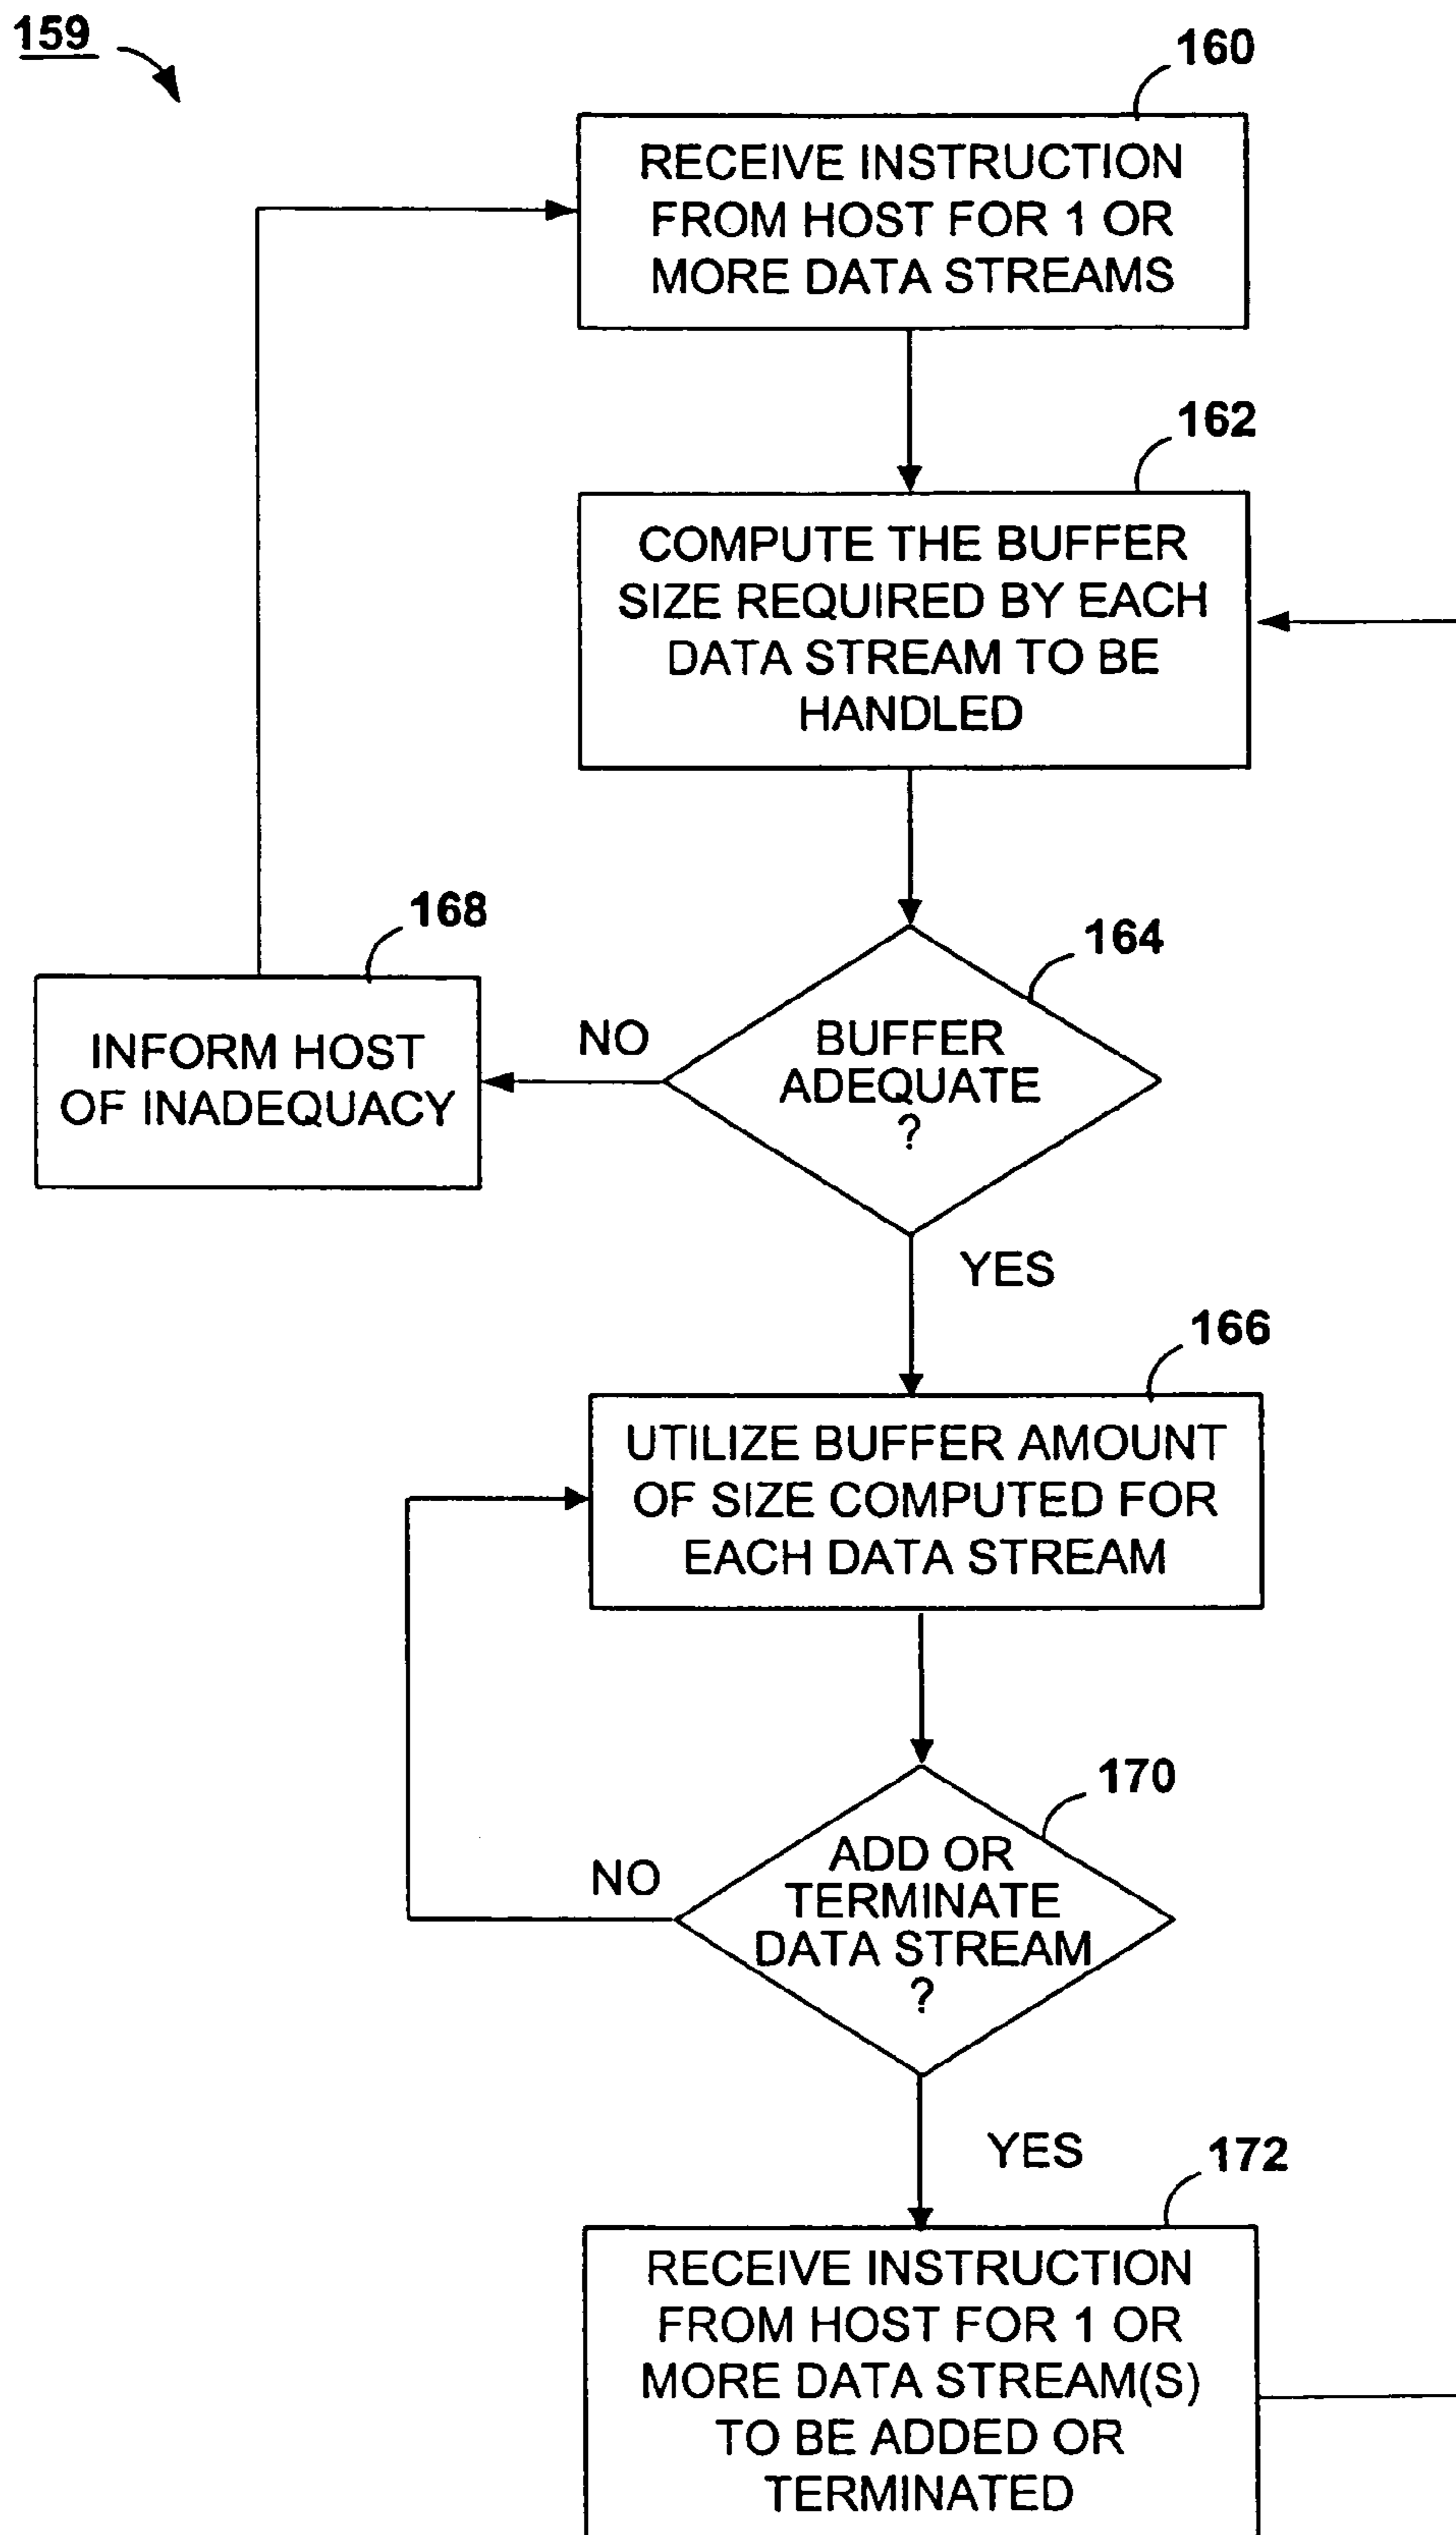 159
160
RECEIVE INSTRUCTION
FROM HOST FOR 1 OR
MORE DATA STREAMS
162
COMPUTE THE BUFFER
SIZE REQUIRED BY EACH
DATA STREAM TO BE
HANDLED
168
INFORM HOST
OF INADEQUACY
NO
164
BUFFER
ADEQUATE
?
YES
166
UTILIZE BUFFER AMOUNT
OF SIZE COMPUTED FOR
EACH DATA STREAM
170
NO
ADD OR
TERMINATE
DATA STREAM
?
YES
172
RECEIVE INSTRUCTION
FROM HOST FOR 1 OR
MORE DATA STREAM(S)
TO BE ADDED OR
TERMINATED